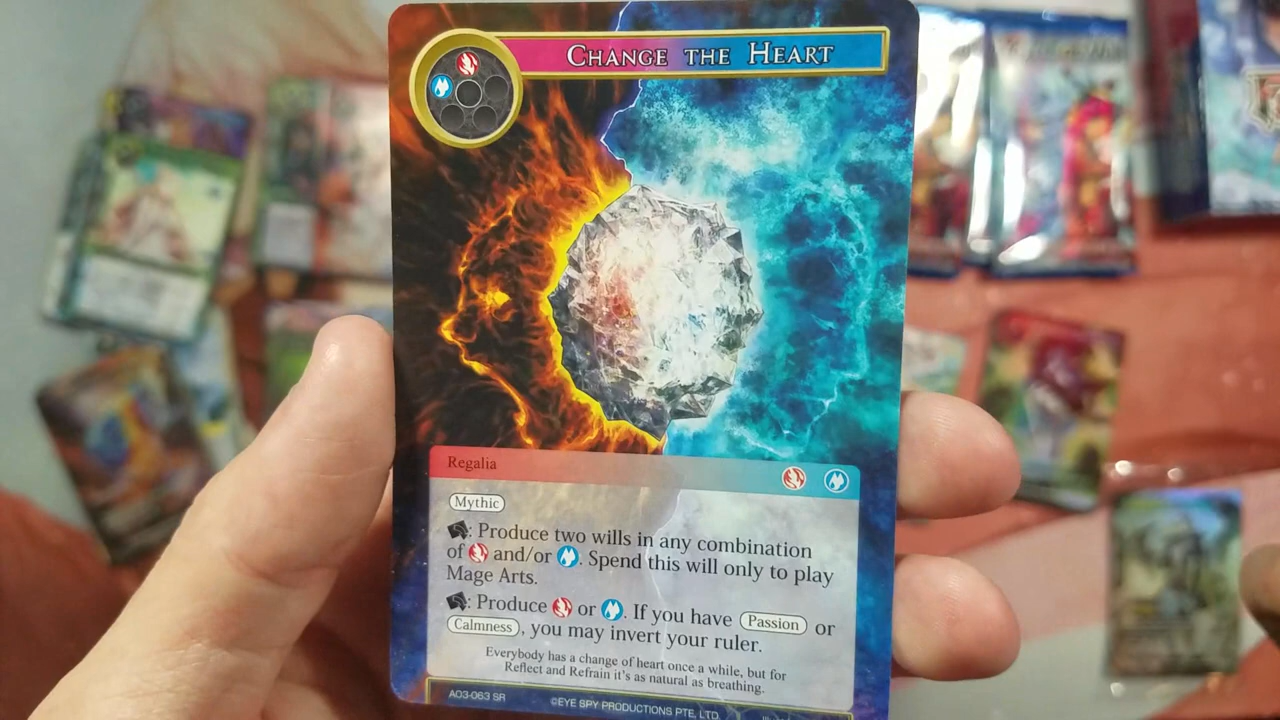 CHANGE THE HEART
Regalia
Mythic
: Produce two wills in any combination
of and/or . Spend this will only to play
Mage Arts.
: Produce or . If you have Passion or
Calmness , you may invert your ruler.
Everybody has a change of heart once a while, but for
Reflect and Refrain it's as natural as breathing.
A03-063 SR ©EYE SPY PRODUCTIONS PTE, LTD.